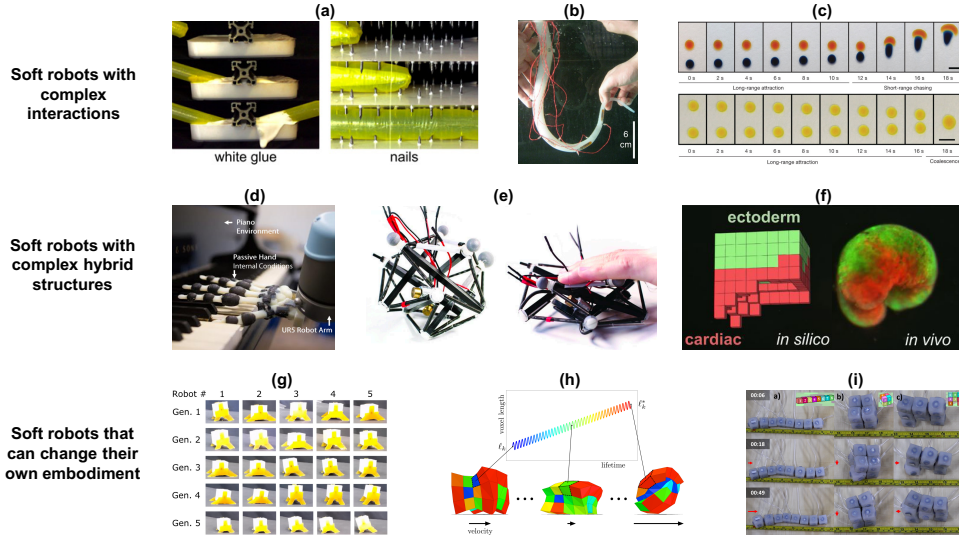 (a)
(b)
(c)
Soft robots with
complex
interactions
white glue
nails
6
cm
0 s 2 s 4 s 6 s 8 s 10 s 12 s 14 s 16 s 18 s
Long-range attraction Short-range chasing
0 s 2 s 4 s 6 s 8 s 10 s 12 s 14 s 16 s 18 s
Long-range attraction Coalescence
(d)
(e)
(f)
Soft robots with
complex hybrid
structures
Piano
Environment
Passive Hand
Internal Conditions
UR5 Robot Arm
ectoderm
cardiac
in silico
in vivo
(g)
(h)
(i)
Soft robots that
can change their
own embodiment
Robot # 1 2 3 4 5
Gen. 1
Gen. 2
Gen. 3
Gen. 4
Gen. 5
voxel length
ℓₖ
ℓₖ*
lifetime
velocity
00:06
a)
b)
c)
00:18
00:49